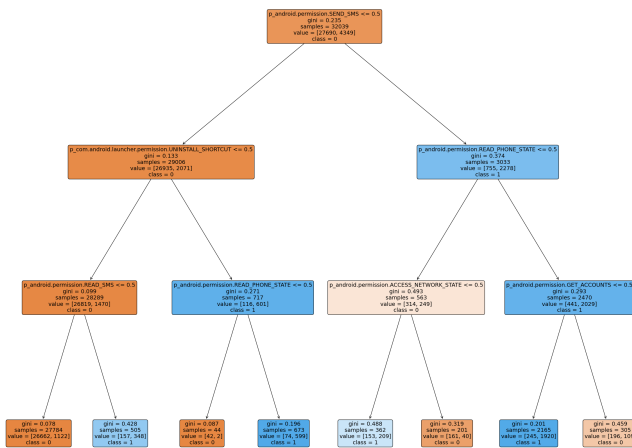 p_android.permission.SEND_SMS <= 0.5
gini = 0.235
samples = 32039
value = [27690, 4349]
class = 0
p_com.android.launcher.permission.UNINSTALL_SHORTCUT <= 0.5
gini = 0.133
samples = 29006
value = [26935, 2071]
class = 0
p_android.permission.READ_PHONE_STATE <= 0.5
gini = 0.374
samples = 3033
value = [755, 2278]
class = 1
p_android.permission.READ_SMS <= 0.5
gini = 0.099
samples = 28289
value = [26819, 1470]
class = 0
p_android.permission.READ_PHONE_STATE <= 0.5
gini = 0.271
samples = 717
value = [116, 601]
class = 1
p_android.permission.ACCESS_NETWORK_STATE <= 0.5
gini = 0.493
samples = 563
value = [314, 249]
class = 0
p_android.permission.GET_ACCOUNTS <= 0.5
gini = 0.293
samples = 2470
value = [441, 2029]
class = 1
gini = 0.078
samples = 27784
value = [26662, 1122]
class = 0
gini = 0.428
samples = 505
value = [157, 348]
class = 1
gini = 0.087
samples = 44
value = [42, 2]
class = 0
gini = 0.196
samples = 673
value = [74, 599]
class = 1
gini = 0.488
samples = 362
value = [153, 209]
class = 1
gini = 0.319
samples = 201
value = [161, 40]
class = 0
gini = 0.201
samples = 2165
value = [245, 1920]
class = 1
gini = 0.459
samples = 305
value = [196,
class = 0